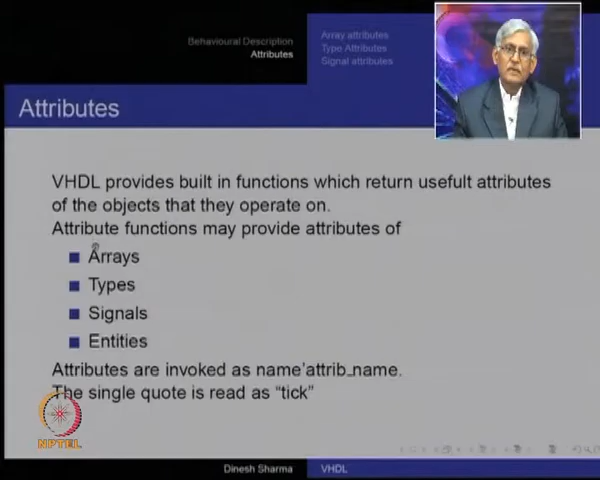 Behavioural Description
Attributes
Array attributes
Type Attributes
Signal attributes
Attributes
VHDL provides built in functions which return usefult attributes
of the objects that they operate on.
Attribute functions may provide attributes of
Arrays
Types
Signals
Entities
Attributes are invoked as name'attrib_name.
The single quote is read as “tick”
NPTEL
Dinesh Sharma
VHDL